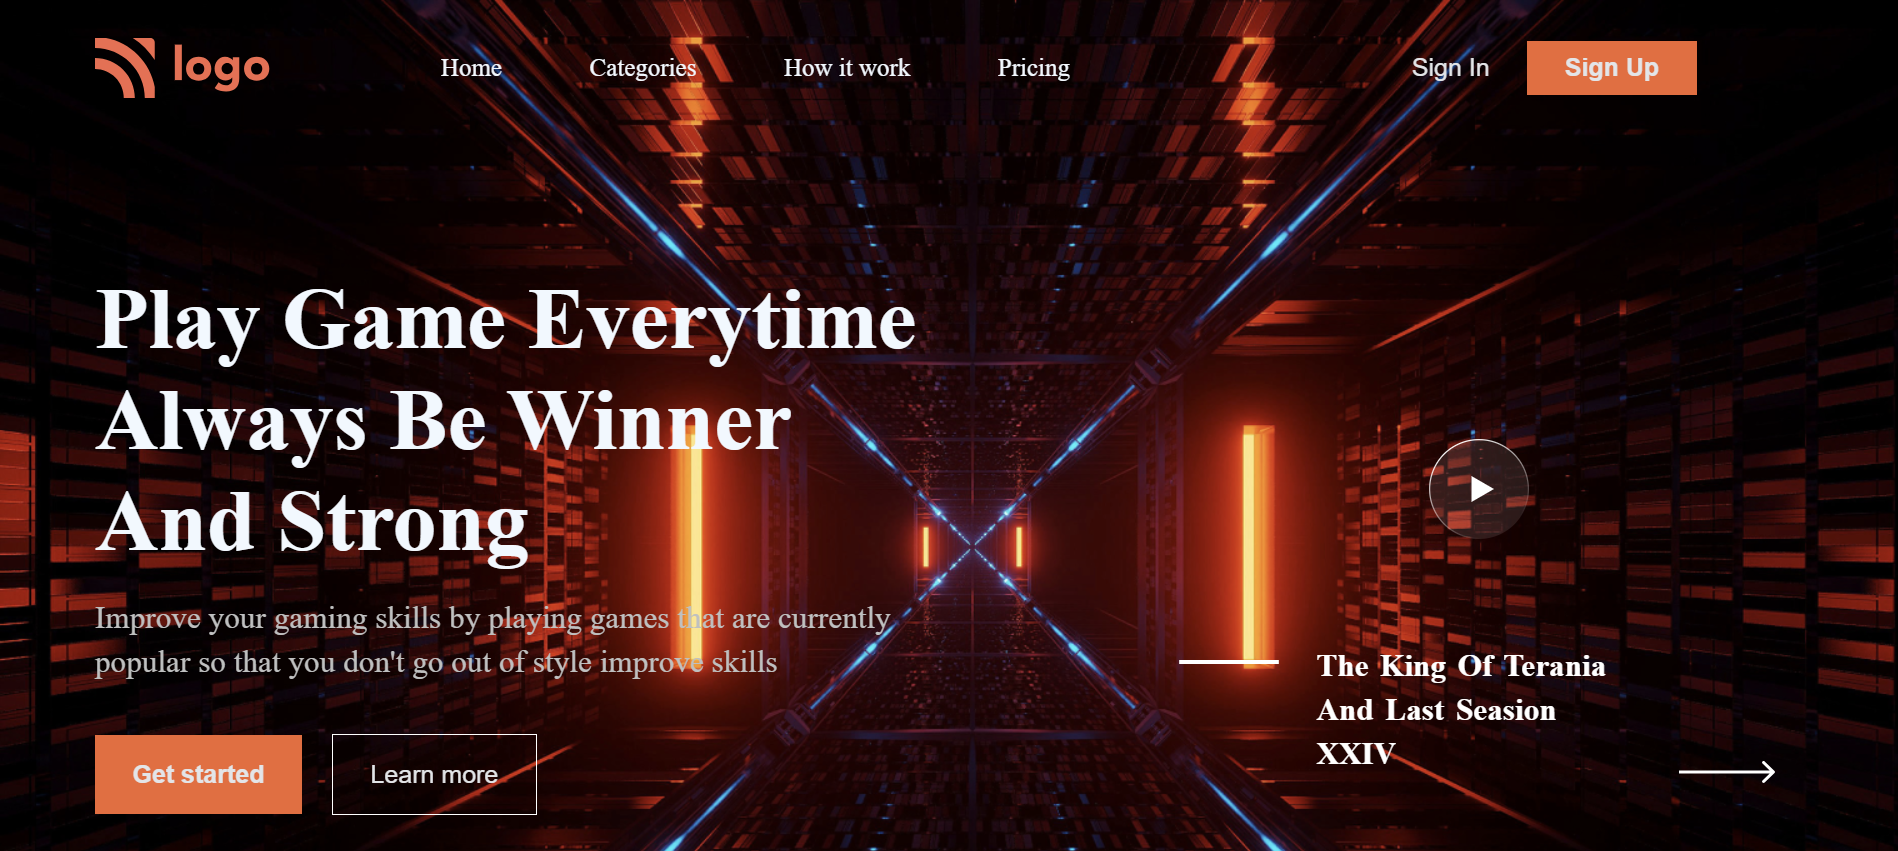 logo
Home
Categories
How it work
Pricing
Sign In
Sign Up
Play Game Everytime
Always Be Winner
And Strong
Improve your gaming skills by playing games that are currently
popular so that you don't go out of style improve skills
Get started
Learn more
The King Of Terania
And Last Seasion
XXIV